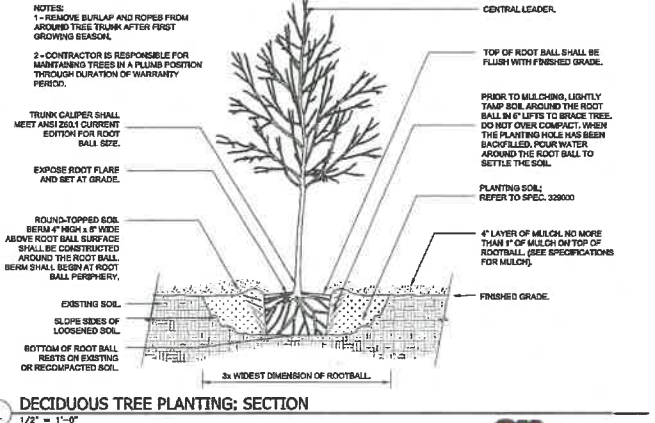 NOTES:
1 - REMOVE BURLAP AND ROPES FROM
AROUND TREE TRUNK AFTER FIRST
GROWING SEASON.
2 - CONTRACTOR IS RESPONSIBLE FOR
MAINTAINING TREES IN A PLUMB POSITION
THROUGH DURATION OF WARRANTY
PERIOD.
TRUNK CALIPER SHALL
MEET ANSI Z60.1 CURRENT
EDITION FOR ROOT
BALL SIZE.
EXPOSE ROOT FLARE
AND SET AT GRADE.
ROUND-TOPPED SOIL
BERM 4" HIGH x 8" WIDE
ABOVE ROOT BALL SURFACE
SHALL BE CONSTRUCTED
AROUND THE ROOT BALL.
BERM SHALL BEGIN AT ROOT
BALL PERIPHERY.
EXISTING SOIL.
SLOPE SIDES OF
LOOSENED SOIL.
BOTTOM OF ROOT BALL
RESTS ON EXISTING
OR RECOMPACTED SOIL.
CENTRAL LEADER.
TOP OF ROOT BALL SHALL BE
FLUSH WITH FINISHED GRADE.
PRIOR TO MULCHING, LIGHTLY
TAMP SOIL AROUND THE ROOT
BALL IN 6" LIFTS TO BRACE TREE.
DO NOT OVER COMPACT. WHEN
THE PLANTING HOLE HAS BEEN
BACKFILLED, POUR WATER
AROUND THE ROOT BALL TO
SETTLE THE SOIL.
PLANTING SOIL;
REFER TO SPEC. 329000
4" LAYER OF MULCH. NO MORE
THAN 1" OF MULCH ON TOP OF
ROOTBALL. (SEE SPECIFICATIONS
FOR MULCH).
FINISHED GRADE.
3x WIDEST DIMENSION OF ROOTBALL.
DECIDUOUS TREE PLANTING: SECTION
1/2" = 1'-0"